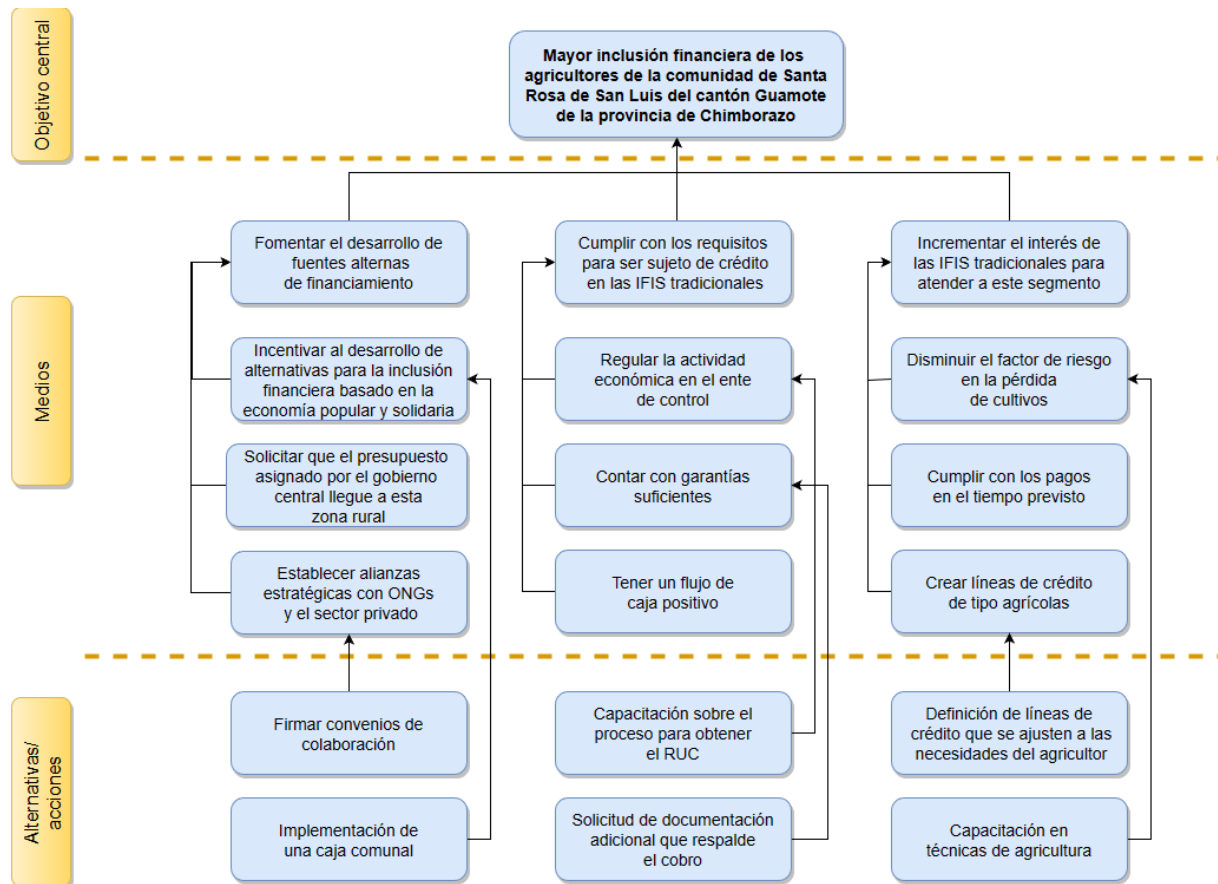 Objetivo central
Mayor inclusión financiera de los
agricultores de la comunidad de Santa
Rosa de San Luis del cantón Guamote
de la provincia de Chimborazo
Medios
Fomentar el desarrollo de
fuentes alternas
de financiamiento
Cumplir con los requisitos
para ser sujeto de crédito
en las IFIS tradicionales
Incrementar el interés de
las IFIS tradicionales para
atender a este segmento
Incentivar al desarrollo de
alternativas para la inclusión
financiera basado en la
economía popular y solidaria
Regular la actividad
económica en el ente
de control
Disminuir el factor de riesgo
en la pérdida
de cultivos
Solicitar que el presupuesto
asignado por el gobierno
central llegue a esta
zona rural
Contar con garantías
suficientes
Cumplir con los pagos
en el tiempo previsto
Establecer alianzas
estratégicas con ONGs
y el sector privado
Tener un flujo de
caja positivo
Crear líneas de crédito
de tipo agrícolas
Alternativas/
acciones
Firmar convenios de
colaboración
Capacitación sobre el
proceso para obtener
el RUC
Definición de líneas de
crédito que se ajusten a las
necesidades del agricultor
Implementación de
una caja comunal
Solicitud de documentación
adicional que respalde
el cobro
Capacitación en
técnicas de agricultura